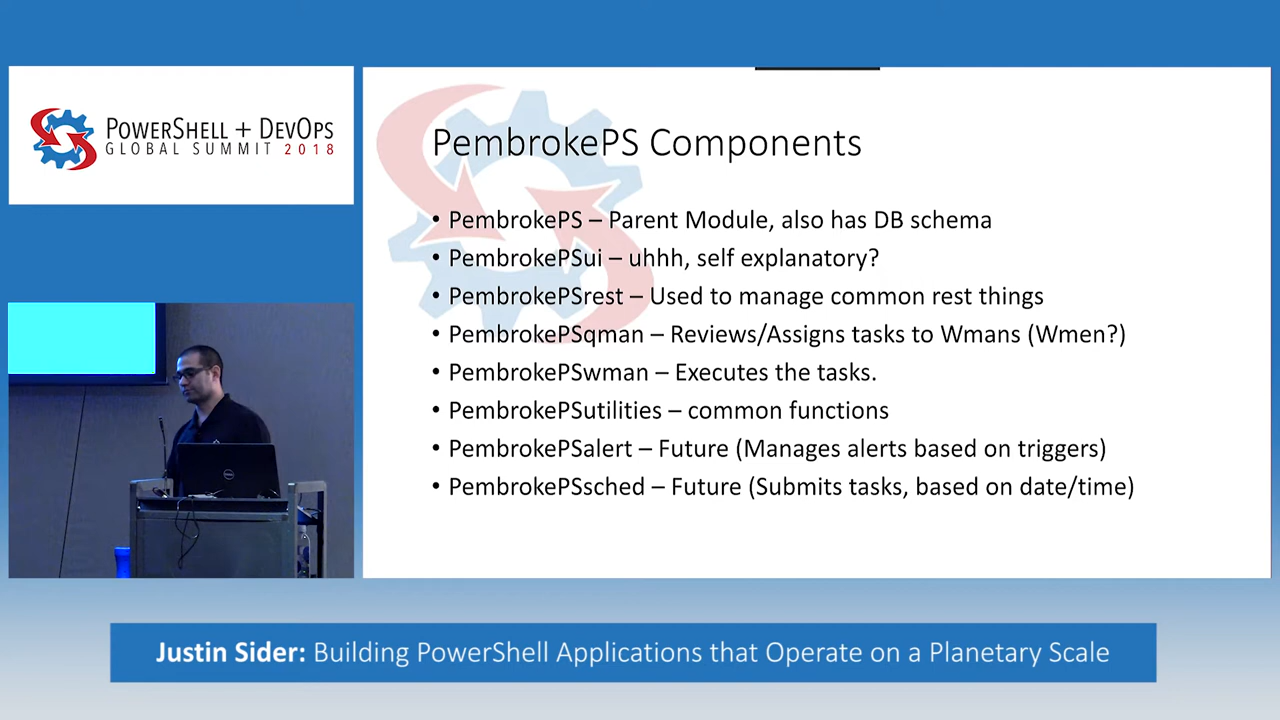 POWERSHELL + DEVOPS
GLOBAL SUMMIT 2018
PembrokePS Components
• PembrokePS – Parent Module, also has DB schema
• PembrokePSui – uhhh, self explanatory?
• PembrokePSrest – Used to manage common rest things
• PembrokePSqman – Reviews/Assigns tasks to Wmans (Wmen?)
• PembrokePSwman – Executes the tasks.
• PembrokePSutilities – common functions
• PembrokePSalert – Future (Manages alerts based on triggers)
• PembrokePSsched – Future (Submits tasks, based on date/time)
Justin Sider: Building PowerShell Applications that Operate on a Planetary Scale